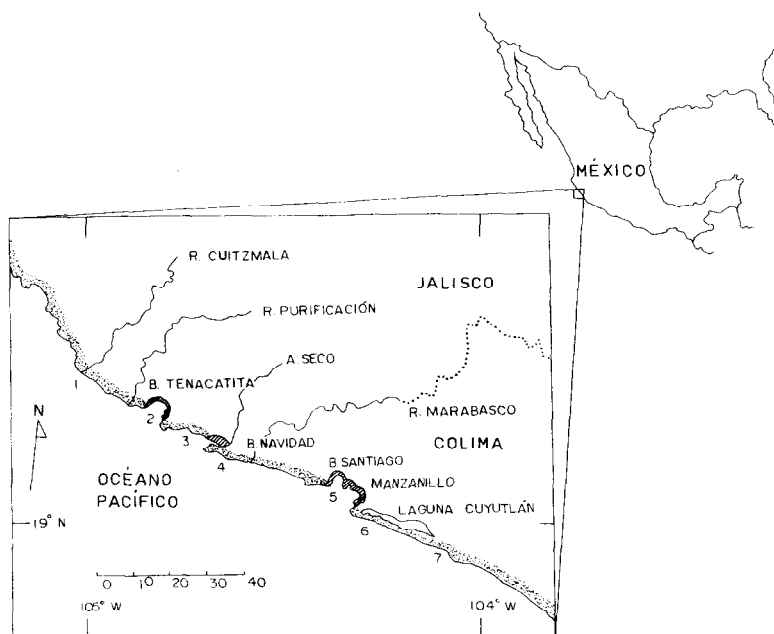 MÉXICO
R. CUITZMALA
JALISCO
R. PURIFICACIÓN
A. SECO
1
B. TENACATITA
R. MARABASCO
N
2
3
B. NAVIDAD
COLIMA
4
B. SANTIAGO
OCÉANO
PACÍFICO
5
MANZANILLO
LAGUNA CUYUTLÁN
19° N
6
7
0 10 20 30 40
105° W
104° W